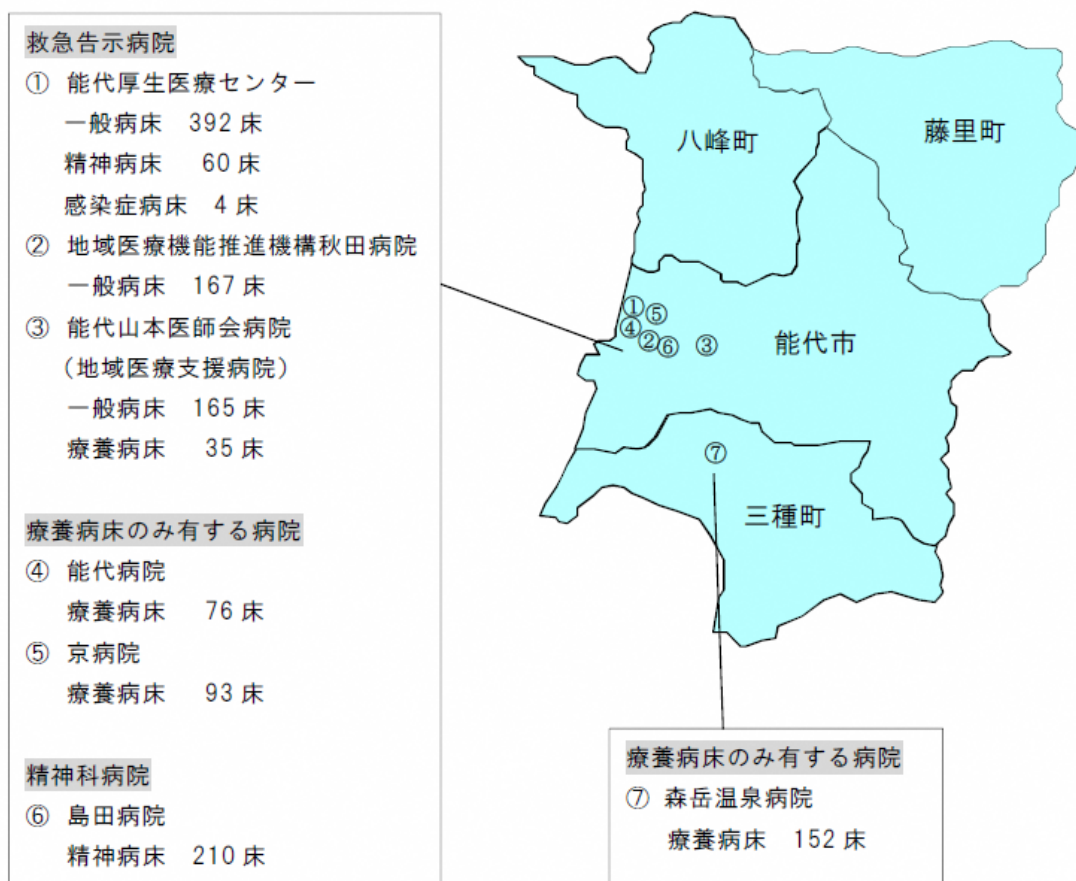 救急告示病院
① 能代厚生医療センター
一般病床 392 床
精神病床 60 床
感染症病床 4 床
② 地域医療機能推進機構秋田病院
一般病床 167 床
③ 能代山本医師会病院
（地域医療支援病院）
一般病床 165 床
療養病床 35 床
療養病床のみ有する病院
④ 能代病院
療養病床 76 床
⑤ 京病院
療養病床 93 床
精神科病院
⑥ 島田病院
精神病床 210 床
八峰町
藤里町
①
⑤
④
②
⑥
③
能代市
⑦
三種町
療養病床のみ有する病院
⑦ 森岳温泉病院
療養病床 152 床